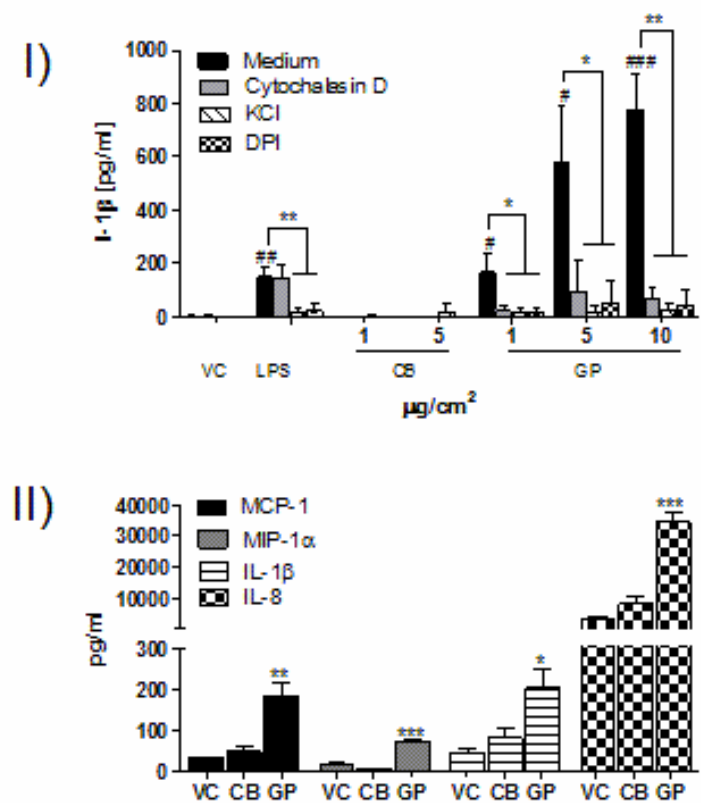 I)
I-1β [pg/ml]
1000
800
600
400
200
0
Medium
Cytochalasin D
KCl
DPI
##
**
#
*
#
*
###
**
1 5 1 5 10
VC LPS CB GP
µg/cm²
II)
pg/ml
40000
30000
20000
10000
300
200
100
0
MCP-1
MIP-1α
IL-1β
IL-8
**
***
*
***
VC CB GP VC CB GP VC CB GP VC CB GP